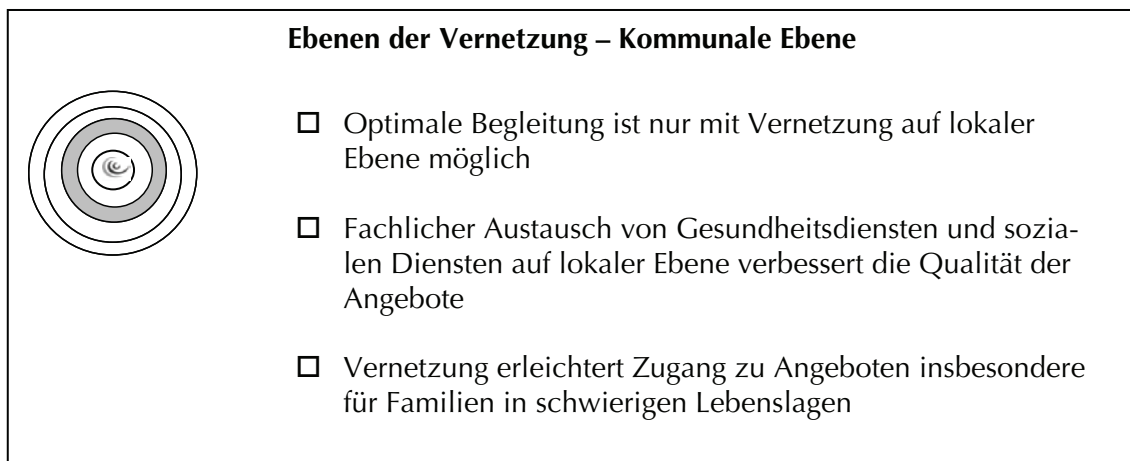 Ebenen der Vernetzung – Kommunale Ebene
Optimale Begleitung ist nur mit Vernetzung auf lokaler
Ebene möglich
Fachlicher Austausch von Gesundheitsdiensten und sozia-
len Diensten auf lokaler Ebene verbessert die Qualität der
Angebote
Vernetzung erleichtert Zugang zu Angeboten insbesondere
für Familien in schwierigen Lebenslagen